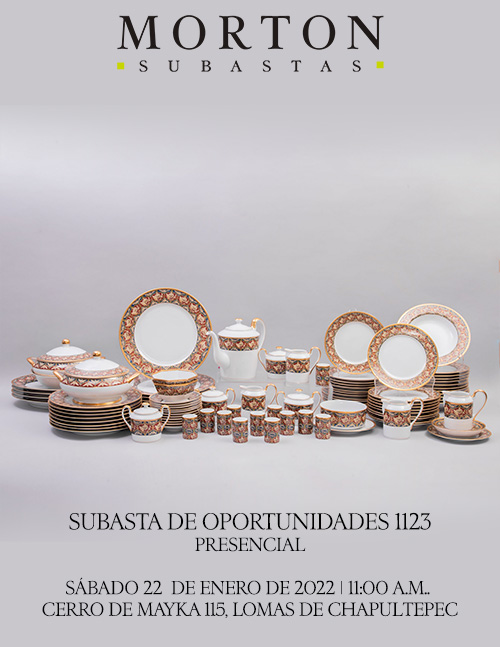 MORTON
SUBASTAS
SUBASTA DE OPORTUNIDADES 1123
PRESENCIAL
SÁBADO 22 DE ENERO DE 2022 | 11:00 A.M..
CERRO DE MAYKA 115, LOMAS DE CHAPULTEPEC